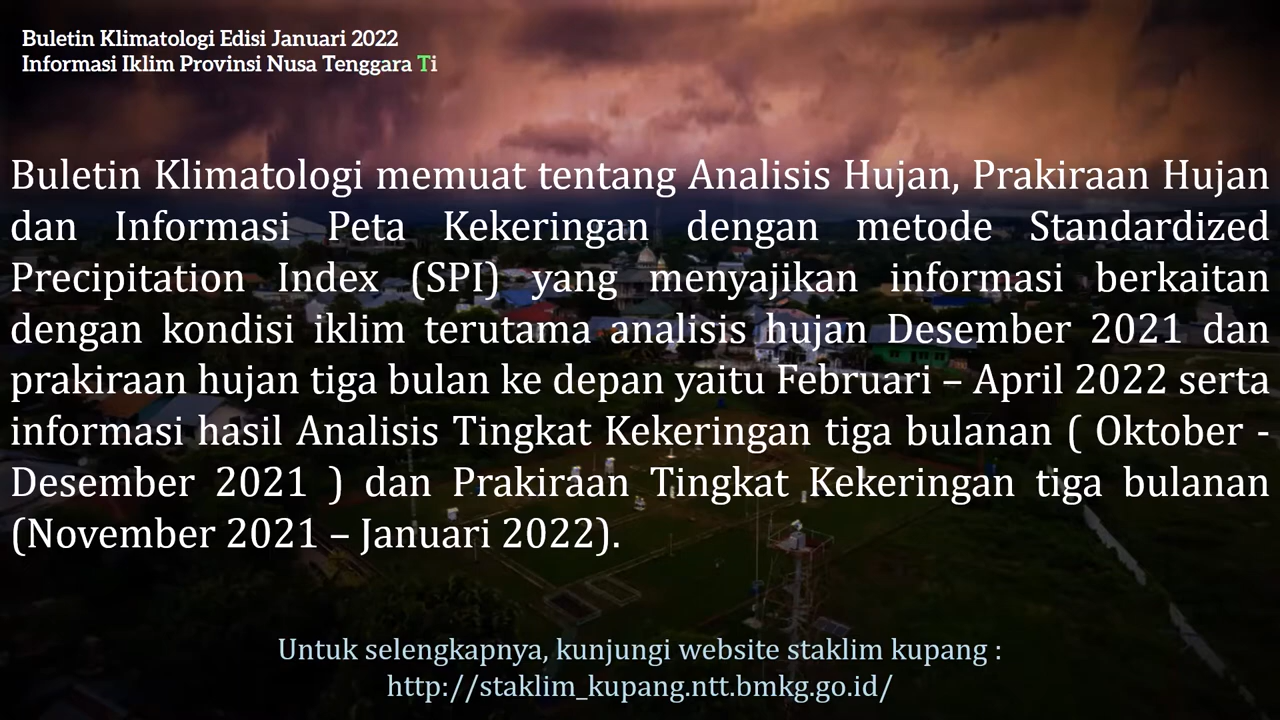 Buletin Klimatologi Edisi Januari 2022
Informasi Iklim Provinsi Nusa Tenggara Ti
Buletin Klimatologi memuat tentang Analisis Hujan, Prakiraan Hujan
dan Informasi Peta Kekeringan dengan metode Standardized
Precipitation Index (SPI) yang menyajikan informasi berkaitan
dengan kondisi iklim terutama analisis hujan Desember 2021 dan
prakiraan hujan tiga bulan ke depan yaitu Februari – April 2022 serta
informasi hasil Analisis Tingkat Kekeringan tiga bulanan ( Oktober -
Desember 2021 ) dan Prakiraan Tingkat Kekeringan tiga bulanan
(November 2021 – Januari 2022).
Untuk selengkapnya, kunjungi website staklim kupang :
http://staklim_kupang.ntt.bmkg.go.id/